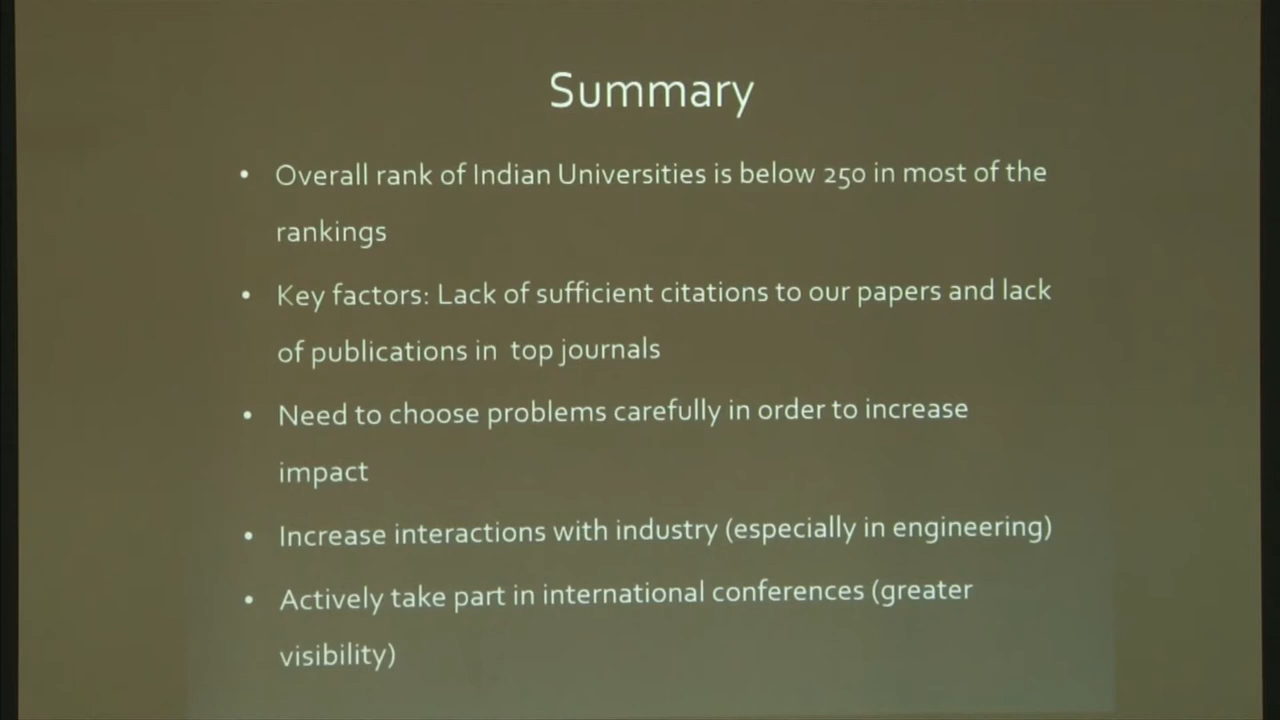 Summary
• Overall rank of Indian Universities is below 250 in most of the
rankings
• Key factors: Lack of sufficient citations to our papers and lack
of publications in top journals
• Need to choose problems carefully in order to increase
impact
• Increase interactions with industry (especially in engineering)
• Actively take part in international conferences (greater
visibility)